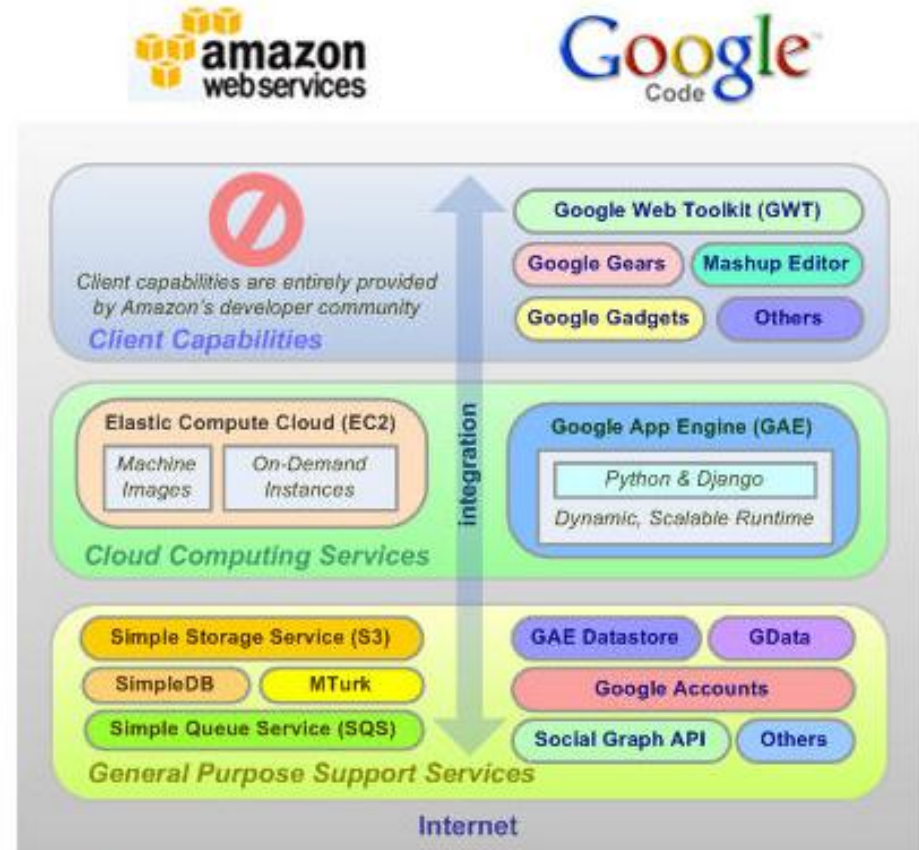 amazon
webservices
Google
Code
Client capabilities are entirely provided
by Amazon's developer community
Client Capabilities
Google Web Toolkit (GWT)
Google Gears
Mashup Editor
Google Gadgets
Others
integration
Elastic Compute Cloud (EC2)
Machine
Images
On-Demand
Instances
Cloud Computing Services
Google App Engine (GAE)
Python & Django
Dynamic, Scalable Runtime
Simple Storage Service (S3)
SimpleDB
MTurk
Simple Queue Service (SQS)
General Purpose Support Services
GAE Datastore
GData
Google Accounts
Social Graph API
Others
Internet